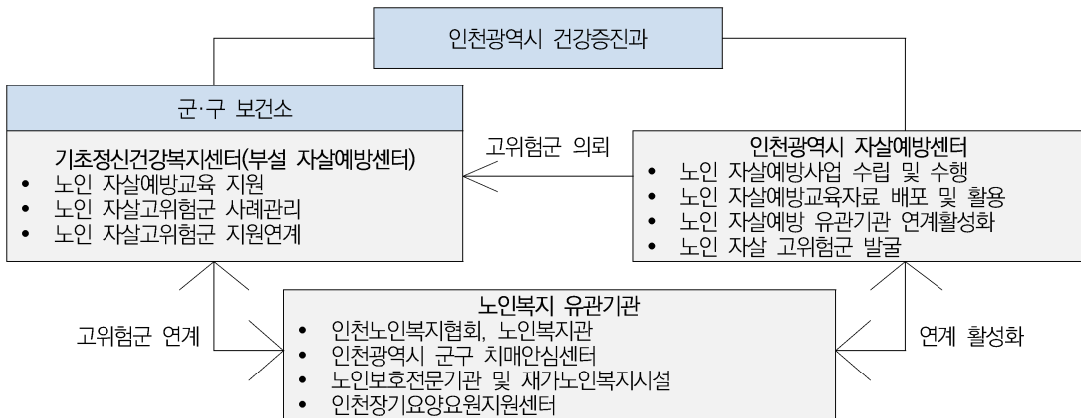 인천광역시 건강증진과
군·구 보건소
기초정신건강복지센터(부설 자살예방센터)
• 노인 자살예방교육 지원
• 노인 자살고위험군 사례관리
• 노인 자살고위험군 지원연계
고위험군 의뢰
인천광역시 자살예방센터
• 노인 자살예방사업 수립 및 수행
• 노인 자살예방교육자료 배포 및 활용
• 노인 자살예방 유관기관 연계활성화
• 노인 자살 고위험군 발굴
고위험군 연계
노인복지 유관기관
• 인천노인복지협회, 노인복지관
• 인천광역시 군구 치매안심센터
• 노인보호전문기관 및 재가노인복지시설
• 인천장기요양요원지원센터
연계 활성화